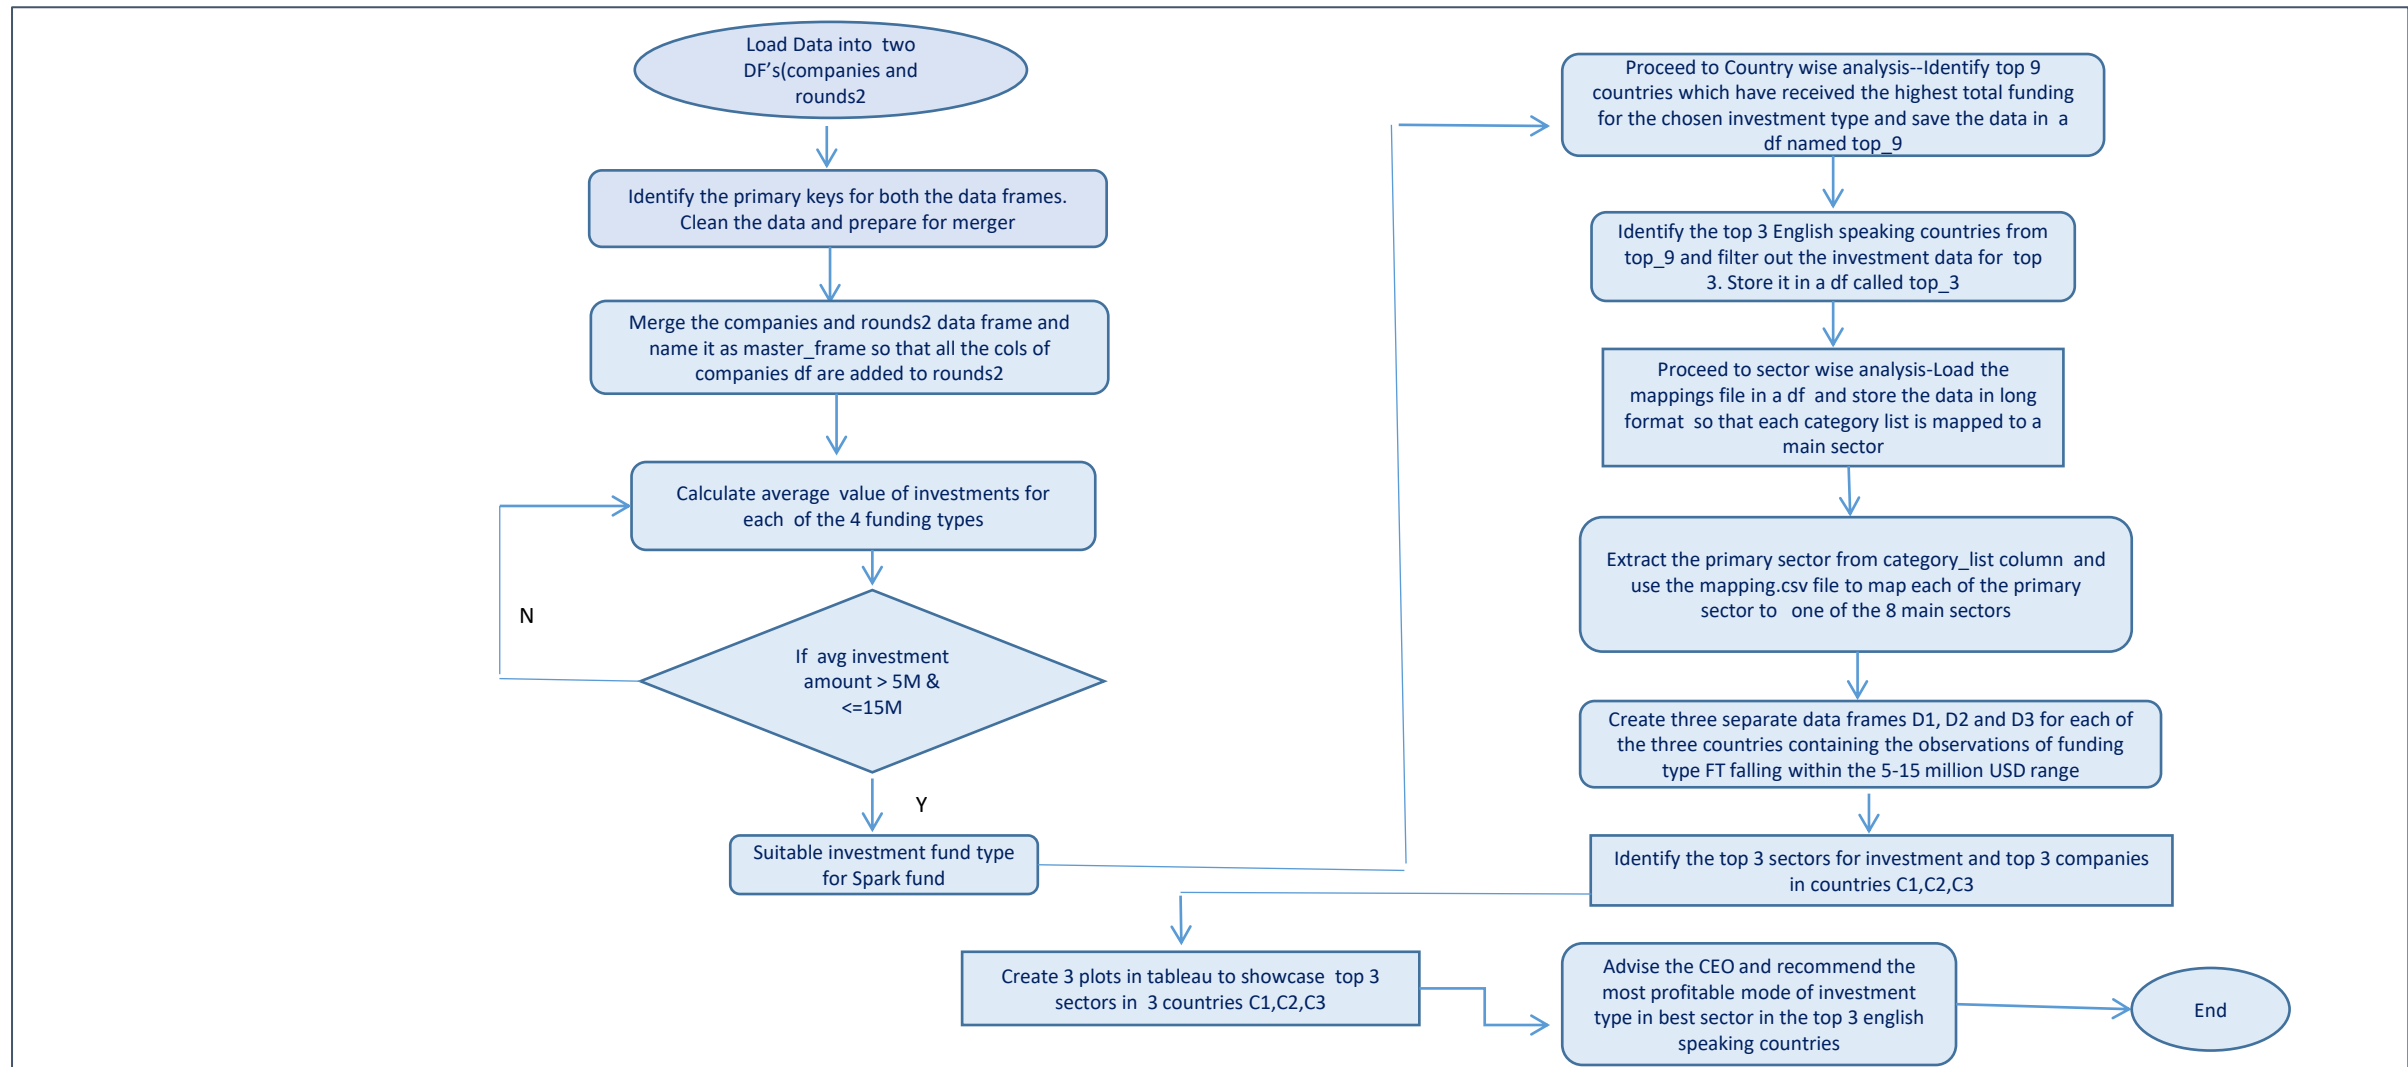 Load Data into two
DF's(companies and
rounds2
Identify the primary keys for both the data frames.
Clean the data and prepare for merger
Merge the companies and rounds2 data frame and
name it as master_frame so that all the cols of
companies df are added to rounds2
Calculate average value of investments for
each of the 4 funding types
N
If avg investment
amount > 5M &
<=15M
Y
Suitable investment fund type
for Spark fund
Proceed to Country wise analysis--Identify top 9
countries which have received the highest total funding
for the chosen investment type and save the data in a
df named top_9
Identify the top 3 English speaking countries from
top_9 and filter out the investment data for top
3. Store it in a df called top_3
Proceed to sector wise analysis-Load the
mappings file in a df and store the data in long
format so that each category list is mapped to a
main sector
Extract the primary sector from category_list column and
use the mapping.csv file to map each of the primary
sector to one of the 8 main sectors
Create three separate data frames D1, D2 and D3 for each of
the three countries containing the observations of funding
type FT falling within the 5-15 million USD range
Identify the top 3 sectors for investment and top 3 companies
in countries C1,C2,C3
Create 3 plots in tableau to showcase top 3
sectors in 3 countries C1,C2,C3
Advise the CEO and recommend the
most profitable mode of investment
type in best sector in the top 3 english
speaking countries
End